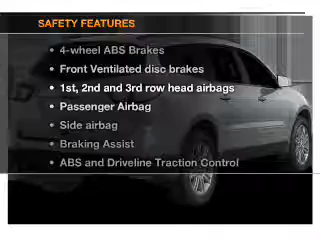 SAFETY FEATURES
• 4-wheel ABS Brakes
• Front Ventilated disc brakes
• 1st, 2nd and 3rd row head airbags
• Passenger Airbag
• Side airbag
• Braking Assist
• ABS and Driveline Traction Control